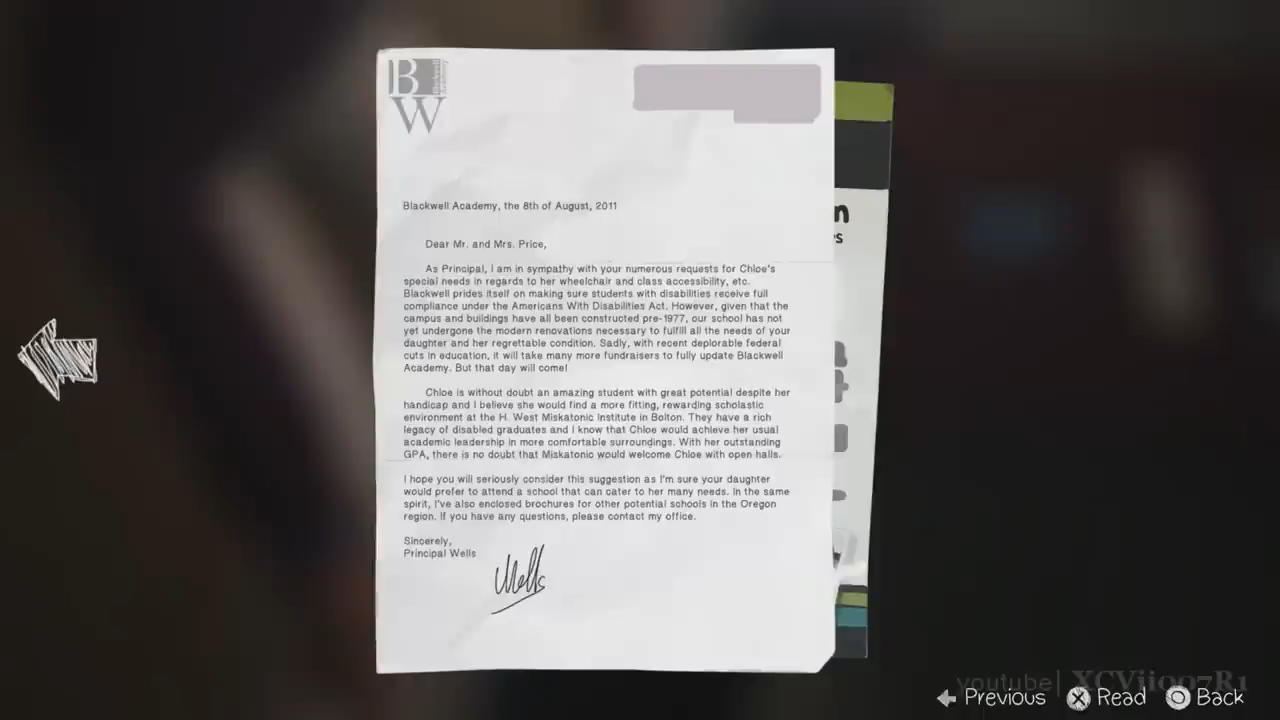 B
W
Blackwell
Academy
Blackwell Academy, the 8th of August, 2011
Dear Mr. and Mrs. Price,
As Principal, I am in sympathy with your numerous requests for Chloe's
special needs in regards to her wheelchair and class accessibility, etc.
Blackwell prides itself on making sure students with disabilities receive full
compliance under the Americans With Disabilities Act. However, given that the
campus and buildings have all been constructed pre-1977, our school has not
yet undergone the modern renovations necessary to fulfill all the needs of your
daughter and her regrettable condition. Sadly, with recent deplorable federal
cuts in education, it will take many more fundraisers to fully update Blackwell
Academy. But that day will come!
Chloe is without doubt an amazing student with great potential despite her
handicap and I believe she would find a more fitting, rewarding scholastic
environment at the H. West Miskatonic Institute in Bolton. They have a rich
legacy of disabled graduates and I know that Chloe would achieve her usual
academic leadership in more comfortable surroundings. With her outstanding
GPA, there is no doubt that Miskatonic would welcome Chloe with open halls.
I hope you will seriously consider this suggestion as I'm sure your daughter
would prefer to attend a school that can cater to her many needs. In the same
spirit, I've also enclosed brochures for other potential schools in the Oregon
region. If you have any questions, please contact my office.
Sincerely,
Principal Wells
Wells
youtube| XCVii007R1
Previous Read Back